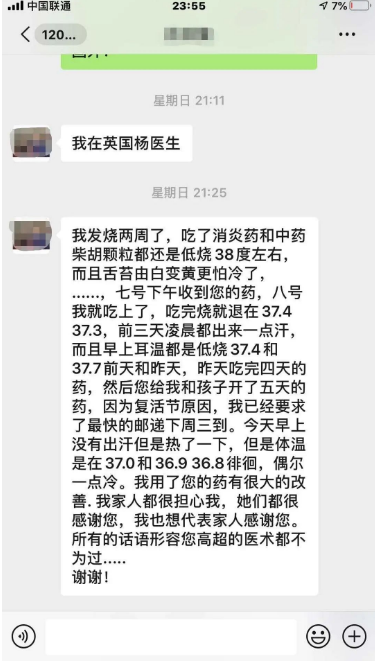 中国联通
23:55
7%
120...
星期日 21:11
我在英国杨医生
星期日 21:25
我发烧两周了，吃了消炎药和中药
柴胡颗粒都还是低烧38度左右，
而且舌苔由白变黄更怕冷了，
……，七号下午收到您的药，八号
我就吃上了，吃完烧就退在37.4
37.3，前三天凌晨都出来一点汗，
而且早上耳温都是低烧37.4和
37.7前天和昨天，昨天吃完四天的
药，然后您给我和孩子开了五天的
药，因为复活节原因，我已经要求
了最快的邮递下周三到。今天早上
没有出汗但是热了一下，但是体温
是在37.0和36.9 36.8徘徊，偶尔
一点冷。我用了您的药有很大的改
善. 我家人都很担心我，她们都很
感谢您，我也想代表家人感谢您。
所有的话语形容您高超的医术都不
为过.....
谢谢！